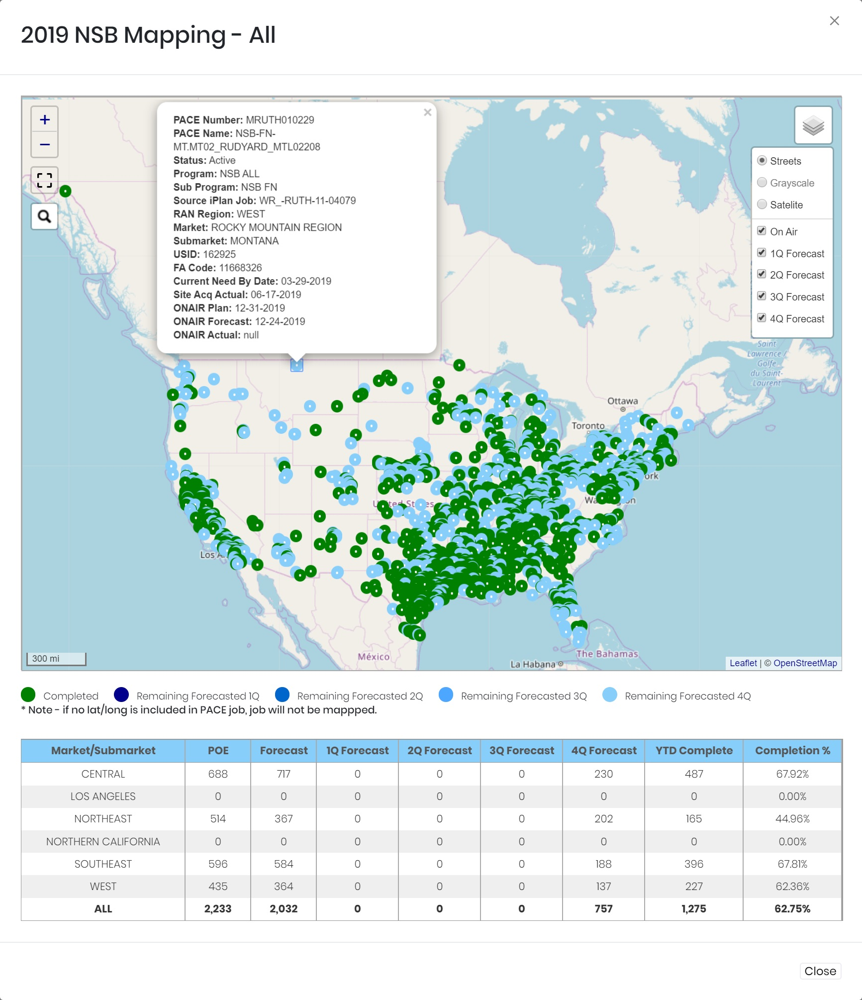 2019 NSB Mapping - All
PACE Number: MRUTH010229
PACE Name: NSB-FN-
MT.MT02_RUDYARD_MTL02208
Status: Active
Program: NSB ALL
Sub Program: NSB FN
Source iPlan Job: WR_-RUTH-11-04079
RAN Region: WEST
Market: ROCKY MOUNTAIN REGION
Submarket: MONTANA
USID: 162925
FA Code: 11668326
Current Need By Date: 03-29-2019
Site Acq Actual: 06-17-2019
ONAIR Plan: 12-31-2019
ONAIR Forecast: 12-24-2019
ONAIR Actual: null
Streets
Grayscale
Satelite
On Air
1Q Forecast
2Q Forecast
3Q Forecast
4Q Forecast
Saint
Lawrence /
Golfe
du Saint-
Laurent
Ottawa
Toronto
ork
Los A
México
La Habana
The Bahamas
300 mi
Leaflet | © OpenStreetMap
Completed Remaining Forecasted 1Q Remaining Forecasted 2Q Remaining Forecasted 3Q Remaining Forecasted 4Q
* Note - if no lat/long is included in PACE job, job will not be mappped.
Market/Submarket POE Forecast 1Q Forecast 2Q Forecast 3Q Forecast 4Q Forecast YTD Complete Completion %
CENTRAL 688 717 0 0 0 230 487 67.92%
LOS ANGELES 0 0 0 0 0 0 0 0.00%
NORTHEAST 514 367 0 0 0 202 165 44.96%
NORTHERN CALIFORNIA 0 0 0 0 0 0 0 0.00%
SOUTHEAST 596 584 0 0 0 188 396 67.81%
WEST 435 364 0 0 0 137 227 62.36%
ALL 2,233 2,032 0 0 0 757 1,275 62.75%
Close